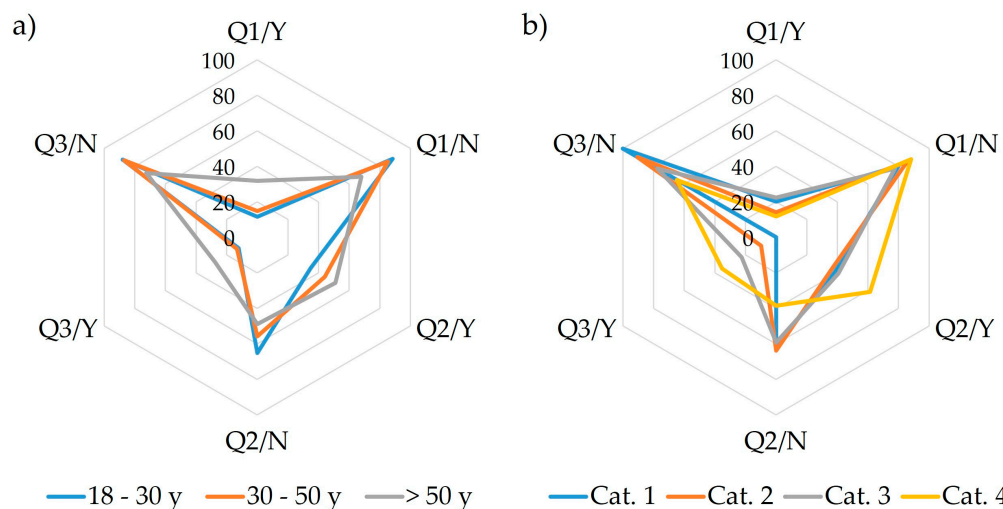 a)
Q1/Y
100
80
60
40
20
0
Q1/N
Q2/Y
Q2/N
Q3/Y
Q3/N
18 - 30 y 30 - 50 y > 50 y
b)
Q1/Y
100
80
60
40
20
0
Q1/N
Q2/Y
Q2/N
Q3/Y
Q3/N
Cat. 1 Cat. 2 Cat. 3 Cat. 4